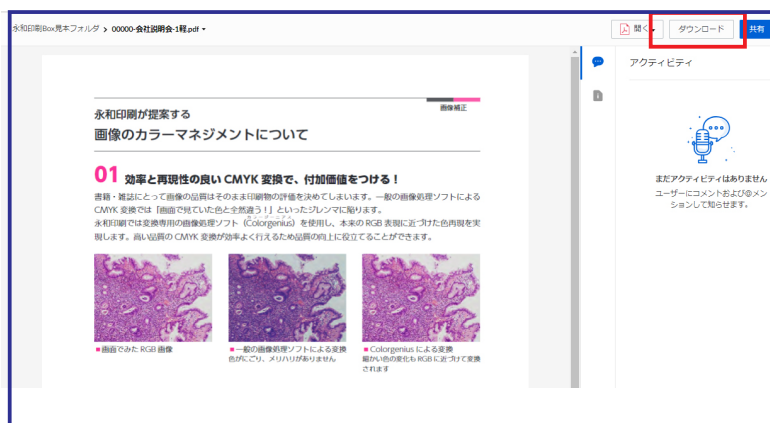 永和印刷Box見本フォルダ > 00000-会社説明会-1軽.pdf
開く
ダウンロード
共有
アクティビティ
永和印刷が提案する
画像補正
画像のカラーマネジメントについて
01 効率と再現性の良い CMYK 変換で、付加価値をつける！
書籍・雑誌にとって画像の品質はそのまま印刷物の評価を決めてしまいます。一般の画像処理ソフトによる
CMYK 変換では「画面で見ていた色と全然違う！」といったジレンマに陥ります。
永和印刷では変換専用の画像処理ソフト（Colorgenius）を使用し、本来の RGB 表現に近づけた色再現を実
現します。高い品質の CMYK 変換が効率よく行えるため品質の向上に役立てることができます。
■画面でみた RGB 画像
■一般の画像処理ソフトによる変換
色がにごり、メリハリがありません
■Colorgenius による変換
細かい色の変化も RGB に近づけて変換
されます
まだアクティビティはありません
ユーザーにコメントおよび@メン
ションして知らせます。